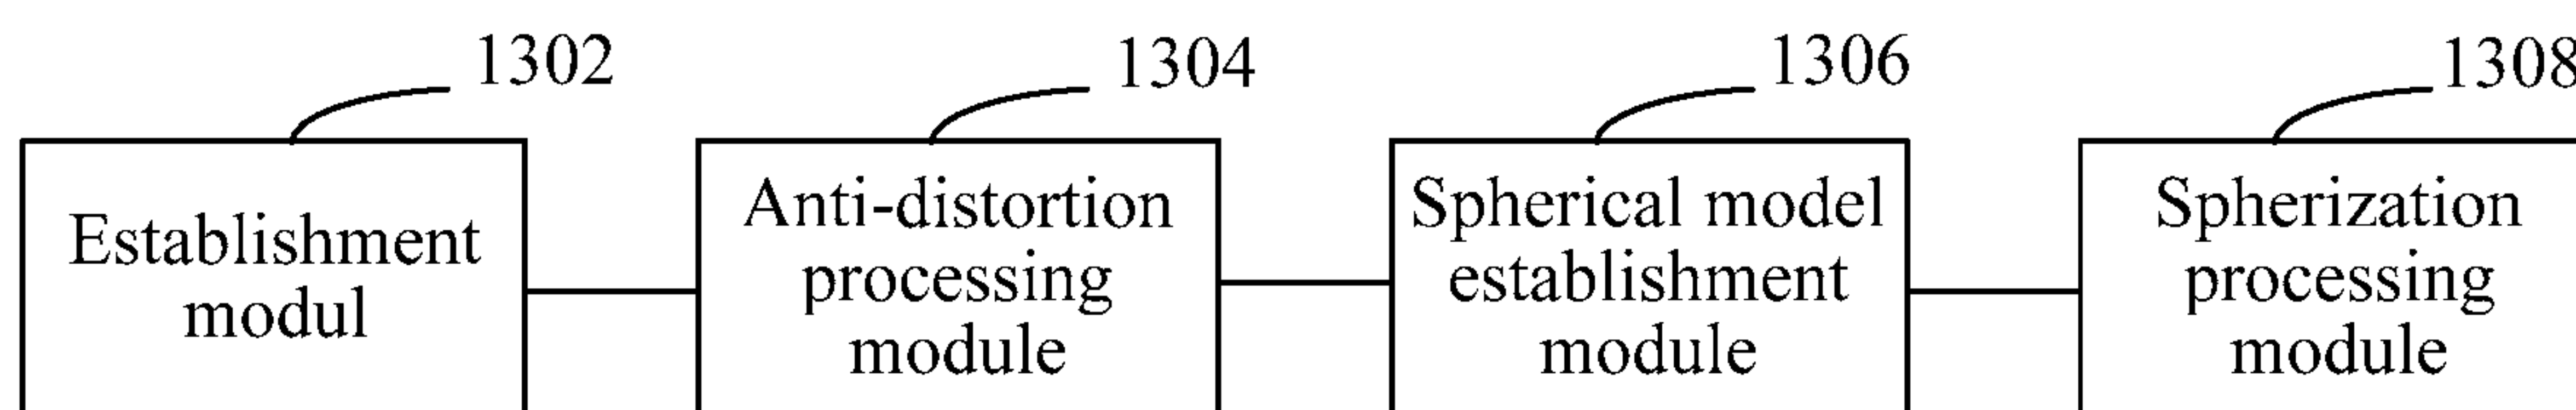 1302
1304
1306
1308
Establishment
modul
Anti-distortion
processing
module
Spherical model
establishment
module
Spherization
processing
module